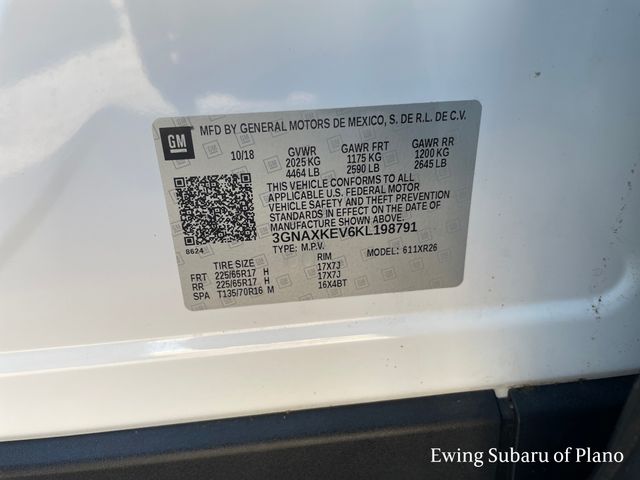 GM
MFD BY GENERAL MOTORS DE MEXICO, S. DE R.L. DE C.V.
10/18 GVWR GAWR FRT GAWR RR
2025 KG 1175 KG 1200 KG
4464 LB 2590 LB 2645 LB
THIS VEHICLE CONFORMS TO ALL
APPLICABLE U.S. FEDERAL MOTOR
VEHICLE SAFETY AND THEFT PREVENTION
STANDARDS IN EFFECT ON THE DATE OF
MANUFACTURE SHOWN ABOVE.
3GNAXKEV6KL198791
8624 TYPE: M.P.V. MODEL: 611XR26
TIRE SIZE RIM
FRT 225/65R17 H 17X7J
RR 225/65R17 H 17X7J
SPA T135/70R16 M 16X4BT
Ewing Subaru of Plano